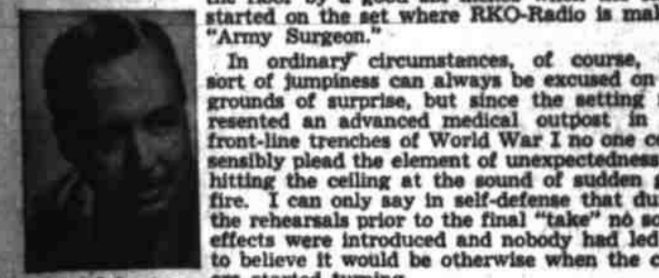 started on the set where RKO-Radio is
"Army Surgeon."
In ordinary circumstances, of course,
sort of jumpiness can always be excused on
grounds of surprise, but since the setting
resented an advanced medical outpost in
front-line trenches of World War I no one
sensibly plead the element of unexpectedness
hitting the ceiling at the sound of sudden
fire. I can only say in self-defense that
the rehearsals prior to the final "take" no
effects were introduced and nobody had led
to believe it would be otherwise when the
started turning